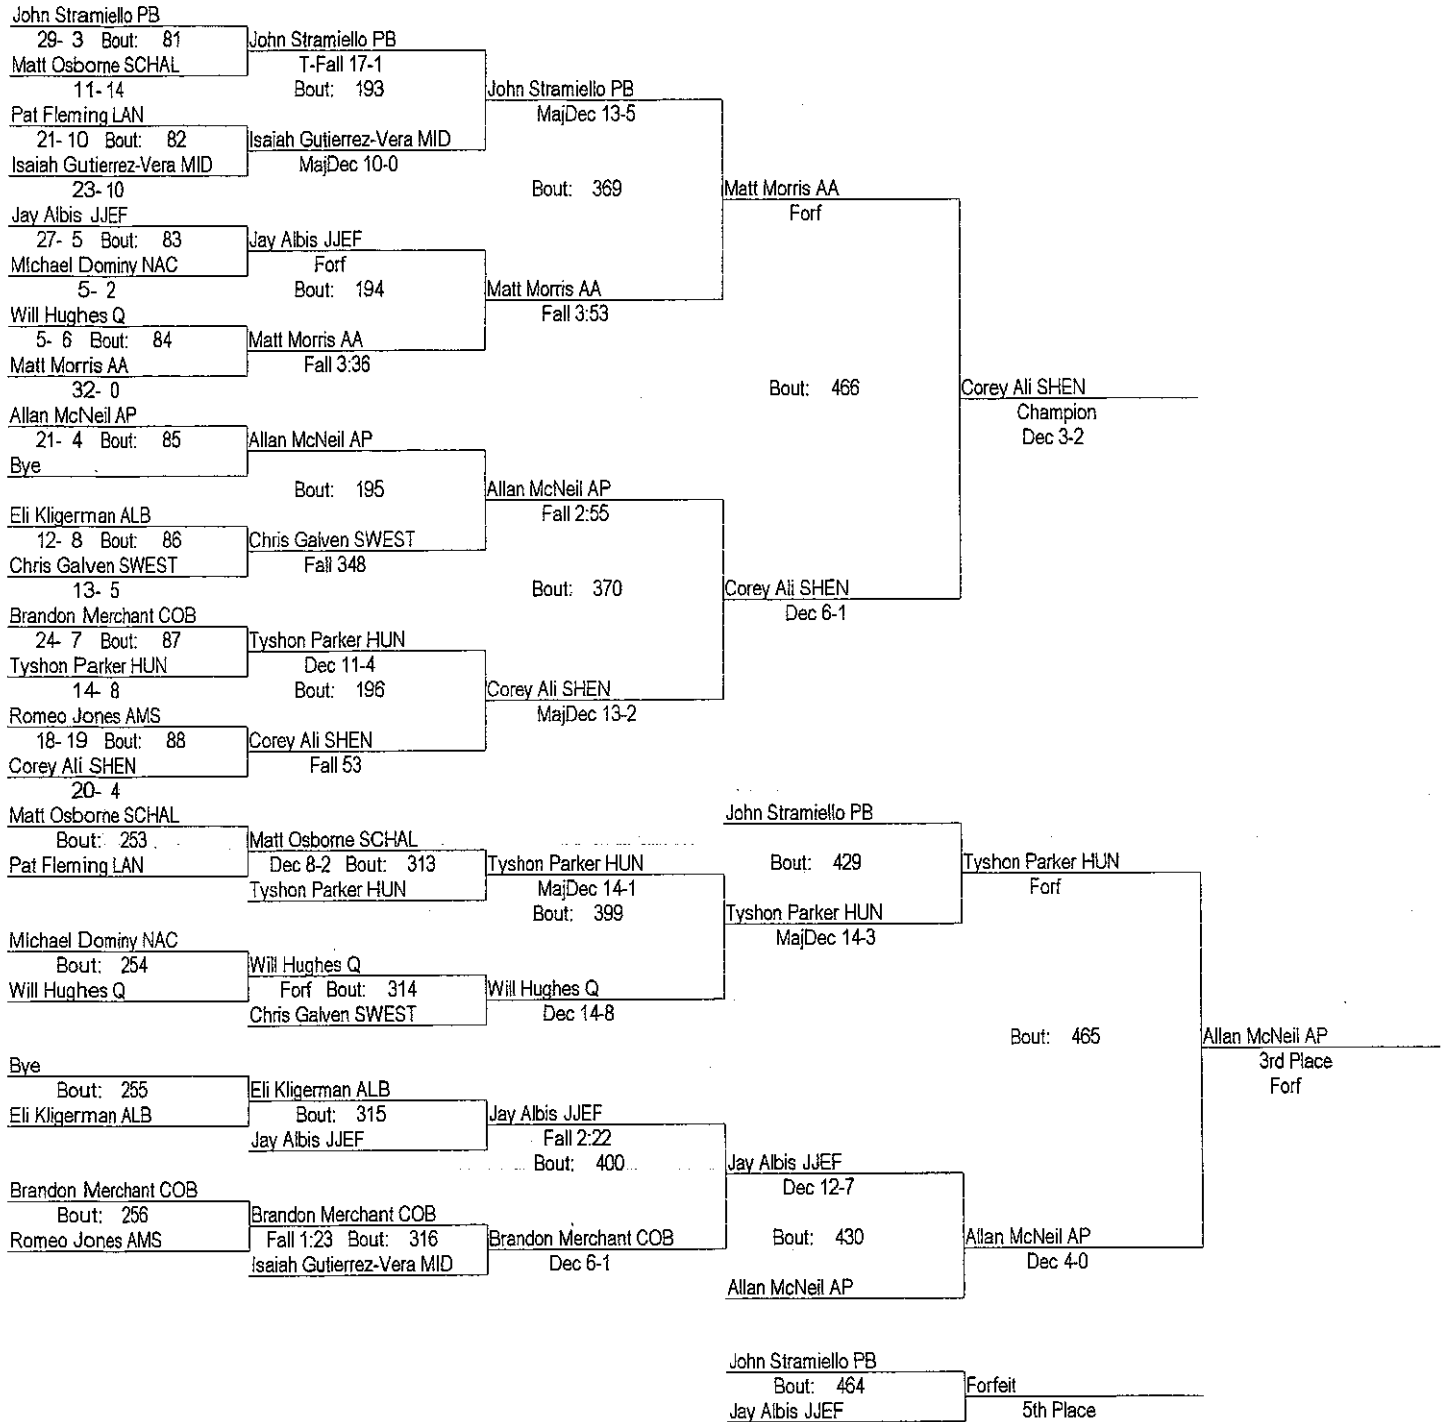 John Stramiello PB
29- 3 Bout: 81
John Stramiello PB
Matt Osborne SCHAL
T-Fall 17-1
11- 14
Bout: 193
John Stramiello PB
Pat Fleming LAN
MajDec 13-5
21- 10 Bout: 82
Isaiah Gutierrez-Vera MID
Isaiah Gutierrez-Vera MID
MajDec 10-0
23- 10
Bout: 369
Matt Morris AA
Jay Albis JJEF
Forf
27- 5 Bout: 83
Jay Albis JJEF
Michael Dominy NAC
Forf
5- 2
Bout: 194
Matt Morris AA
Will Hughes Q
Fall 3:53
5- 6 Bout: 84
Matt Morris AA
Matt Morris AA
Fall 3:36
32- 0
Bout: 466
Corey Ali SHEN
Allan McNeil AP
Champion
21- 4 Bout: 85
Allan McNeil AP
Dec 3-2
Bye
Bout: 195
Allan McNeil AP
Eli Kligerman ALB
Fall 2:55
12- 8 Bout: 86
Chris Galven SWEST
Chris Galven SWEST
Fall 348
13- 5
Bout: 370
Corey Ali SHEN
Brandon Merchant COB
Dec 6-1
24- 7 Bout: 87
Tyshon Parker HUN
Tyshon Parker HUN
Dec 11-4
14- 8
Bout: 196
Corey Ali SHEN
Romeo Jones AMS
MajDec 13-2
18- 19 Bout: 88
Corey Ali SHEN
Corey Ali SHEN
Fall 53
20- 4
Matt Osborne SCHAL
John Stramiello PB
Bout: 253
Matt Osborne SCHAL
Pat Fleming LAN
Dec 8-2 Bout: 313
Tyshon Parker HUN
Bout: 429
Tyshon Parker HUN
Tyshon Parker HUN
MajDec 14-1
Forf
Bout: 399
Tyshon Parker HUN
Michael Dominy NAC
MajDec 14-3
Bout: 254
Will Hughes Q
Will Hughes Q
Forf Bout: 314
Will Hughes Q
Chris Galven SWEST
Dec 14-8
Bout: 465
Allan McNeil AP
Bye
3rd Place
Bout: 255
Eli Kligerman ALB
Forf
Eli Kligerman ALB
Bout: 315
Jay Albis JJEF
Jay Albis JJEF
Fall 2:22
Bout: 400
Jay Albis JJEF
Brandon Merchant COB
Dec 12-7
Bout: 256
Brandon Merchant COB
Romeo Jones AMS
Fall 1:23 Bout: 316
Brandon Merchant COB
Bout: 430
Allan McNeil AP
Isaiah Gutierrez-Vera MID
Dec 6-1
Dec 4-0
Allan McNeil AP
John Stramiello PB
Bout: 464
Forfeit
Jay Albis JJEF
5th Place